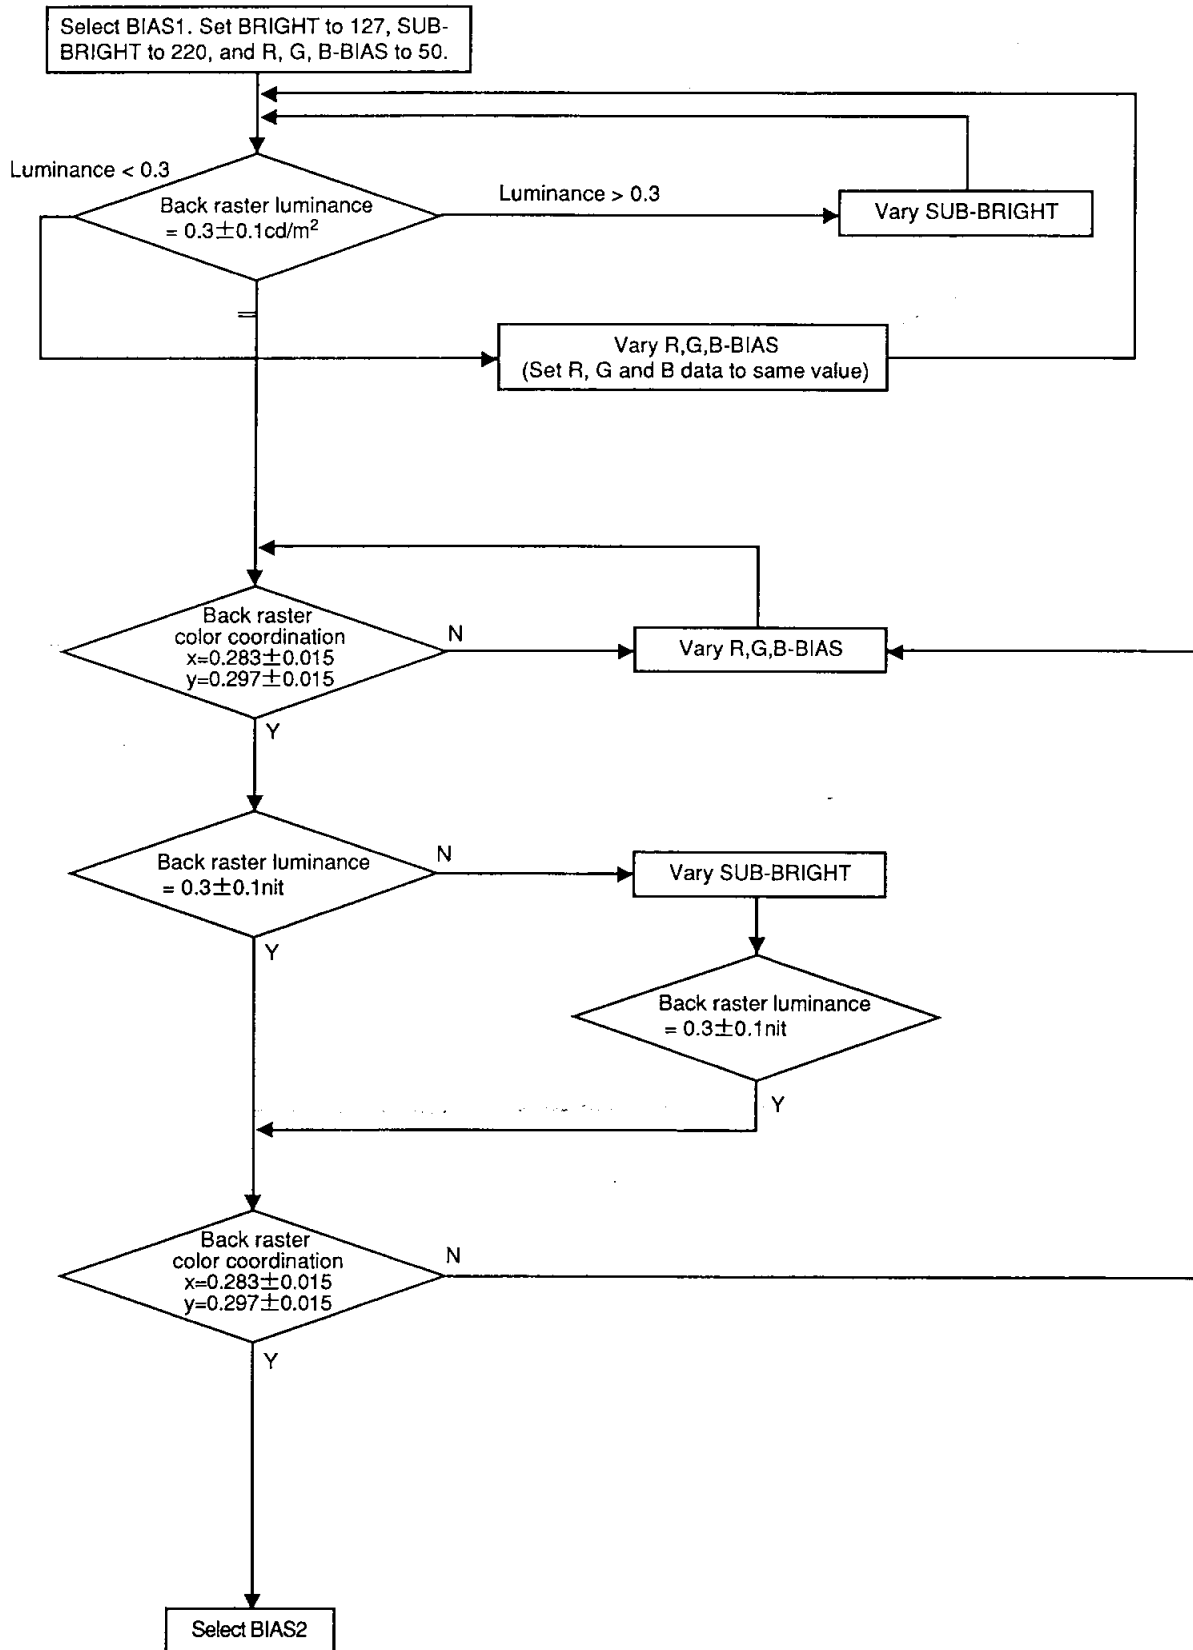 Select BIAS1. Set BRIGHT to 127, SUB-
BRIGHT to 220, and R, G, B-BIAS to 50.
Luminance < 0.3
Back raster luminance
= 0.3±0.1cd/m²
Luminance > 0.3
Vary SUB-BRIGHT
=
Vary R,G,B-BIAS
(Set R, G and B data to same value)
Back raster
color coordination
x=0.283±0.015
y=0.297±0.015
N
Vary R,G,B-BIAS
Y
Back raster luminance
= 0.3±0.1nit
N
Vary SUB-BRIGHT
Y
Back raster luminance
= 0.3±0.1nit
Y
Back raster
color coordination
x=0.283±0.015
y=0.297±0.015
N
Y
Select BIAS2